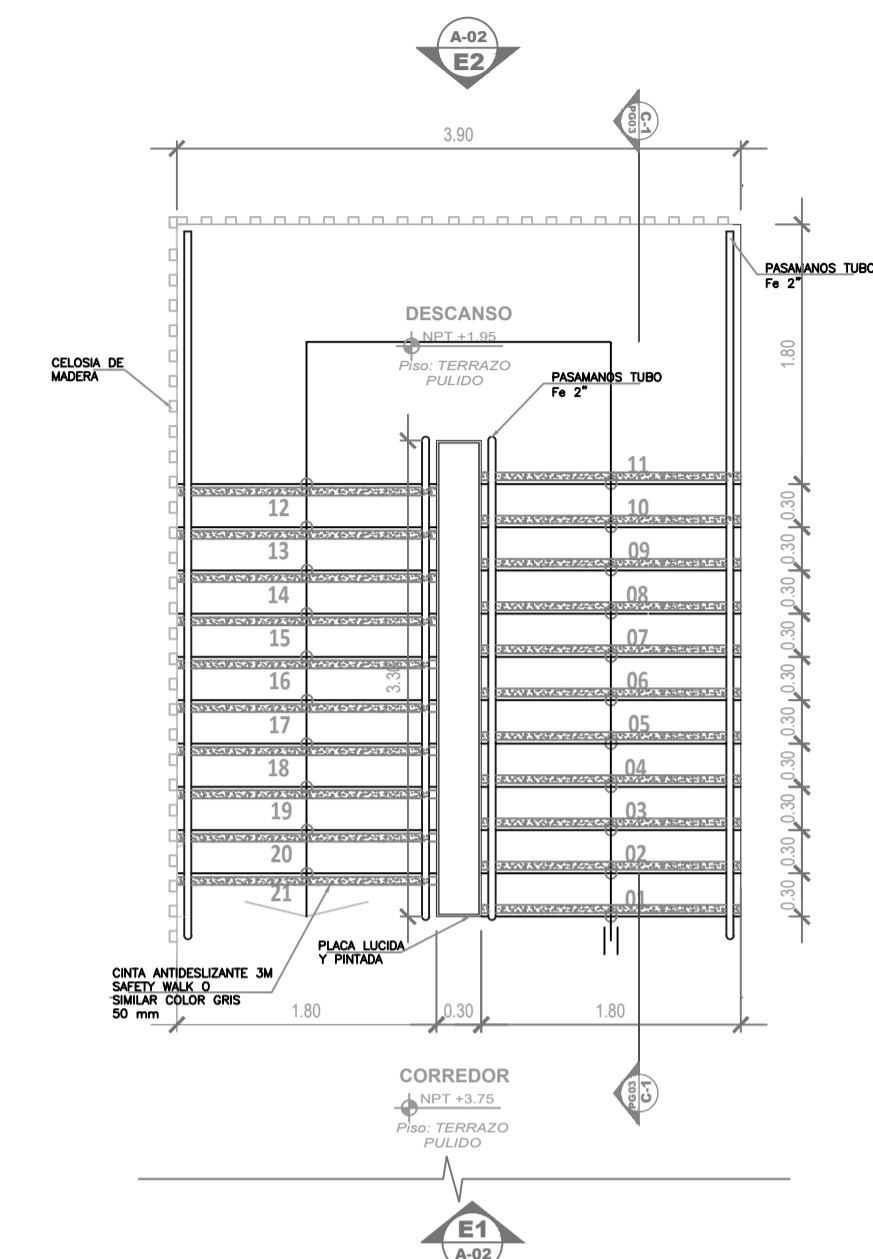 A-02
E2
C-1
PG03
3.90
PASAMANOS TUBO
Fe 2"
DESCANSO
NPT +1.95
Piso: TERRAZO
PULIDO
1.80
CELOSIA DE
MADERA
PASAMANOS TUBO
Fe 2"
11
12
10
0.30
13
09
0.30
14
08
0.30
15
07
0.30
16
06
0.30
3.30
17
05
0.30
18
04
0.30
19
03
0.30
20
02
0.30
21
01
0.30
PLACA LUCIDA
Y PINTADA
CINTA ANTIDESLIZANTE 3M
SAFETY WALK O
SIMILAR COLOR GRIS
50 mm
1.80
0.30
1.80
CORREDOR
NPT +3.75
Piso: TERRAZO
PULIDO
C-1
PG03
E1
A-02